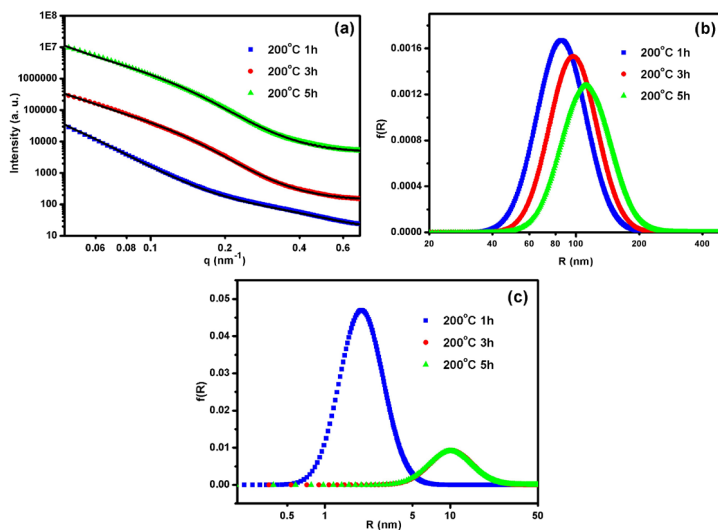 (a)
200°C 1h
200°C 3h
200°C 5h
Intensity (a. u.)
1E8
1E7
1000000
100000
10000
1000
100
10
0.06 0.08 0.1 0.2 0.4 0.6
q (nm⁻¹)
(b)
200°C 1h
200°C 3h
200°C 5h
f(R)
0.0016
0.0012
0.0008
0.0004
0.0000
20 40 60 80 100 200 400
R (nm)
(c)
200°C 1h
200°C 3h
200°C 5h
f(R)
0.05
0.04
0.03
0.02
0.01
0.00
0.5 1 5 10 50
R (nm)